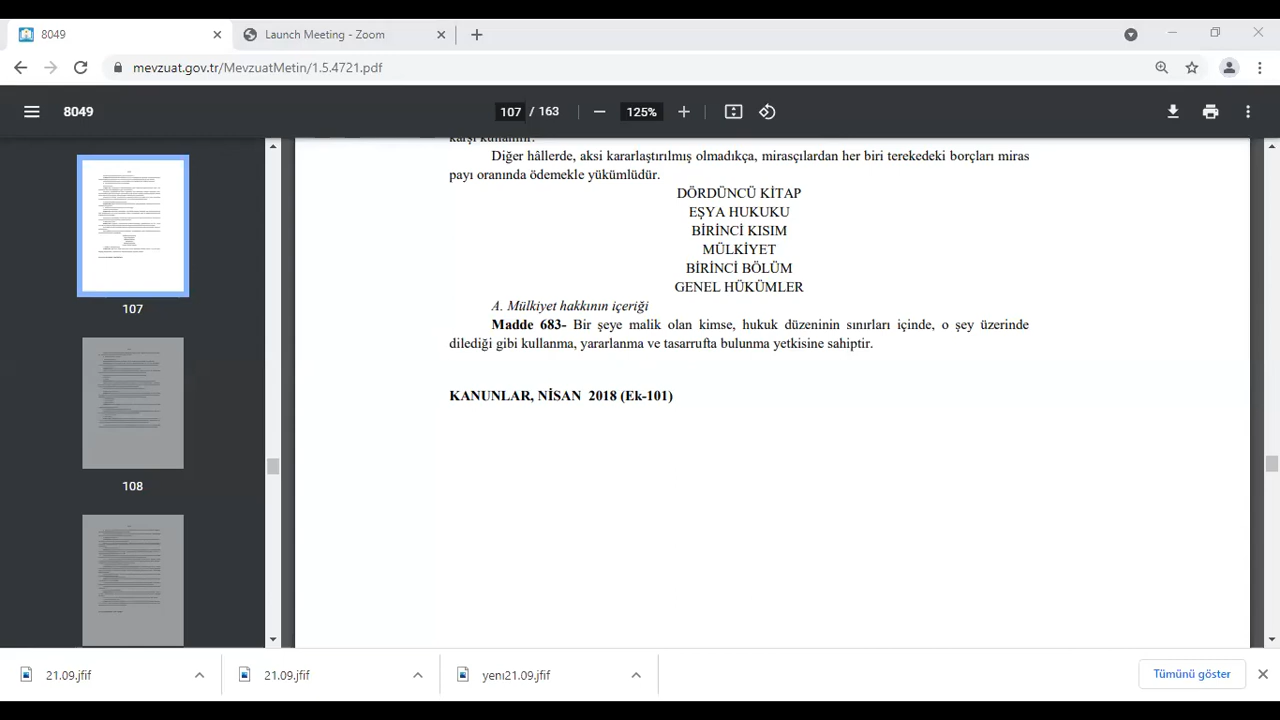 8049
Launch Meeting - Zoom
mevzuat.gov.tr/MevzuatMetin/1.5.4721.pdf
8049
107 / 163
125%
karşı kullanılır.
Diğer hâllerde, aksi kararlaştırılmış olmadıkça, mirasçılardan her biri terekedeki borçları miras
payı oranında ödemekle yükümlüdür.
DÖRDÜNCÜ KİTAP
EŞYA HUKUKU
BİRİNCİ KISIM
MÜLKİYET
BİRİNCİ BÖLÜM
GENEL HÜKÜMLER
A. Mülkiyet hakkının içeriği
Madde 683- Bir şeye malik olan kimse, hukuk düzeninin sınırları içinde, o şey üzerinde
dilediği gibi kullanma, yararlanma ve tasarrufta bulunma yetkisine sahiptir.
KANUNLAR, NİSAN 2018 (Ek-101)
107
108
21.09.jfif
21.09.jfif
yenı21.09.jfif
Tümünü göster